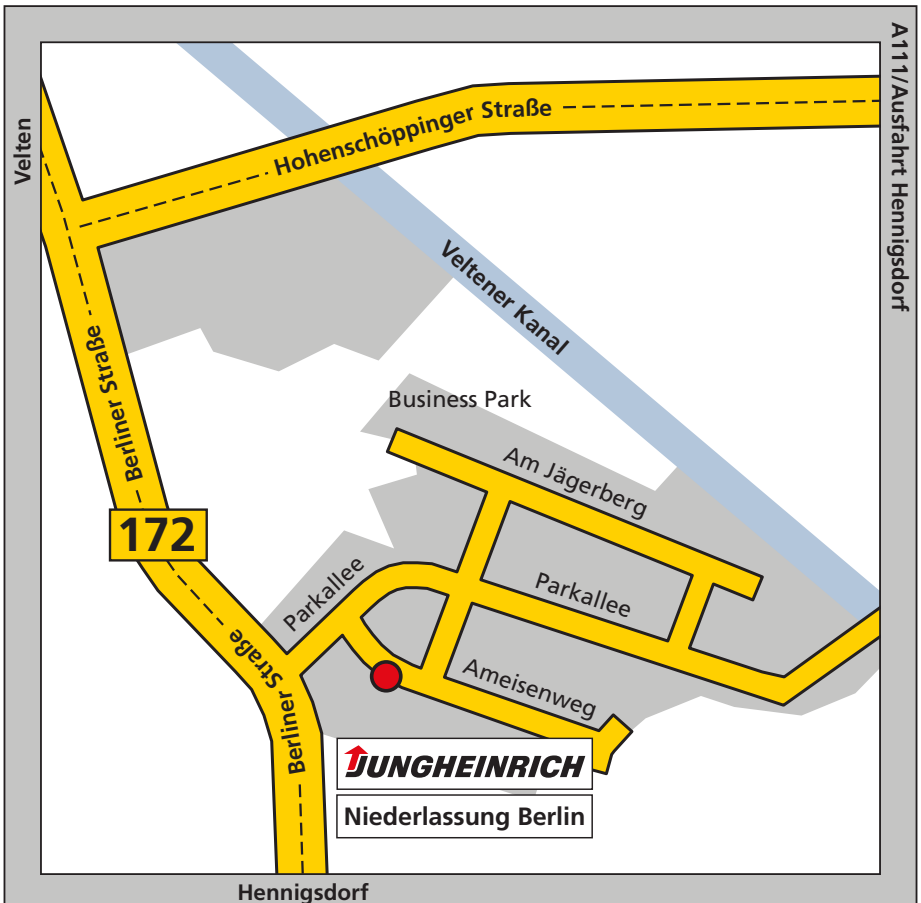 A111/Ausfahrt Hennigsdorf
Velten
Hohenschöppinger Straße
Veltener Kanal
Berliner Straße
Business Park
Am Jägerberg
172
Parkallee
Parkallee
Berliner Straße
Ameisenweg
JUNGHEINRICH
Niederlassung Berlin
Hennigsdorf